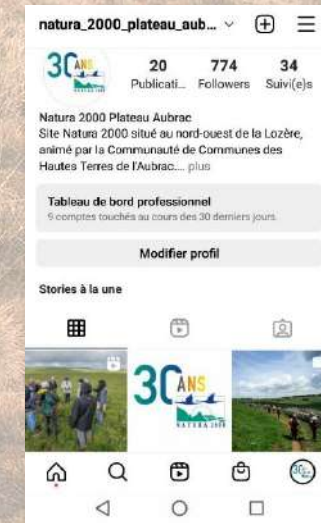 natura_2000_plateau_aub...
30 ANS
20 774 34
Publicati... Followers Suivi(e)s
Natura 2000 Plateau Aubrac
Site Natura 2000 situé au nord-ouest de la Lozère,
animé par la Communauté de Communes des
Hautes Terres de l'Aubrac.... plus
Tableau de bord professionnel
9 comptes touchés au cours des 30 derniers jours.
Modifier profil
Stories à la une
30 ANS
NATURA 2000